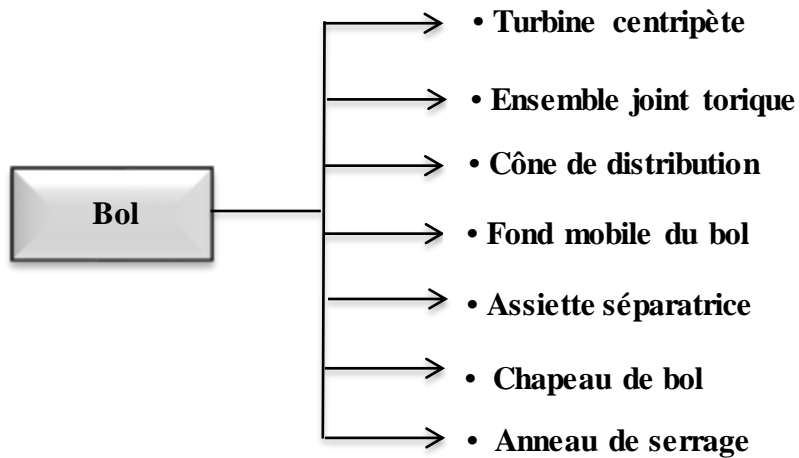 • Turbine centripète
• Ensemble joint torique
• Cône de distribution
Bol
• Fond mobile du bol
• Assiette séparatrice
• Chapeau de bol
• Anneau de serrage